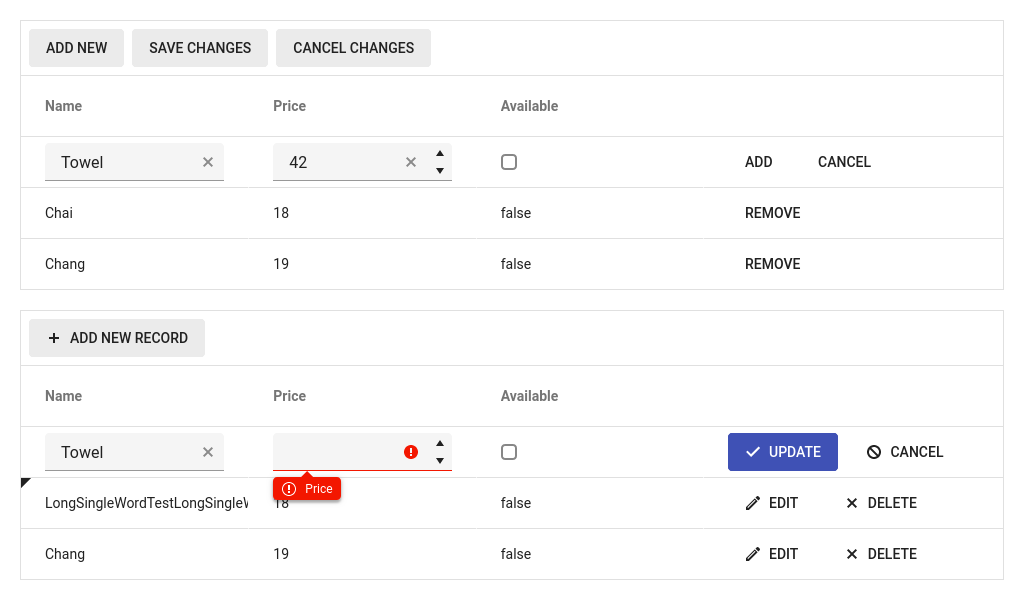 ADD NEW SAVE CHANGES CANCEL CHANGES
Name Price Available
Towel 42 ADD CANCEL
Chai 18 false REMOVE
Chang 19 false REMOVE
ADD NEW RECORD
Name Price Available
Towel UPDATE CANCEL
Price
LongSingleWordTestLongSingle 18 false EDIT DELETE
Chang 19 false EDIT DELETE